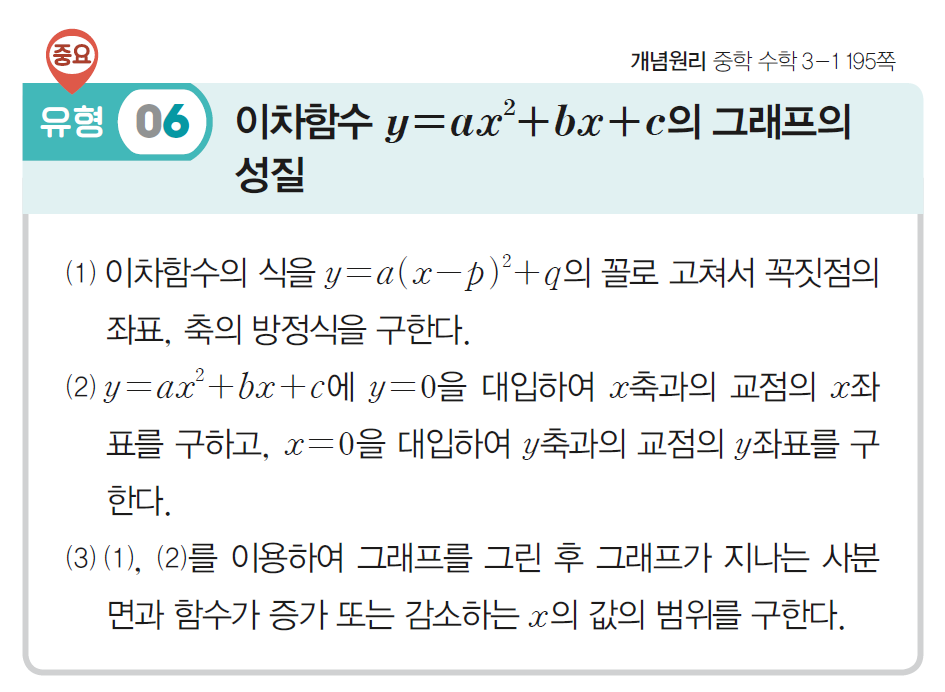 중요
개념원리 중학 수학 3-1 195쪽
유형 06 이차함수 y=ax²+bx+c의 그래프의
성질
(1) 이차함수의 식을 y=a(x-p)²+q의 꼴로 고쳐서 꼭짓점의
좌표, 축의 방정식을 구한다.
(2) y=ax²+bx+c에 y=0을 대입하여 x축과의 교점의 x좌
표를 구하고, x=0을 대입하여 y축과의 교점의 y좌표를 구
한다.
(3) (1), (2)를 이용하여 그래프를 그린 후 그래프가 지나는 사분
면과 함수가 증가 또는 감소하는 x의 값의 범위를 구한다.